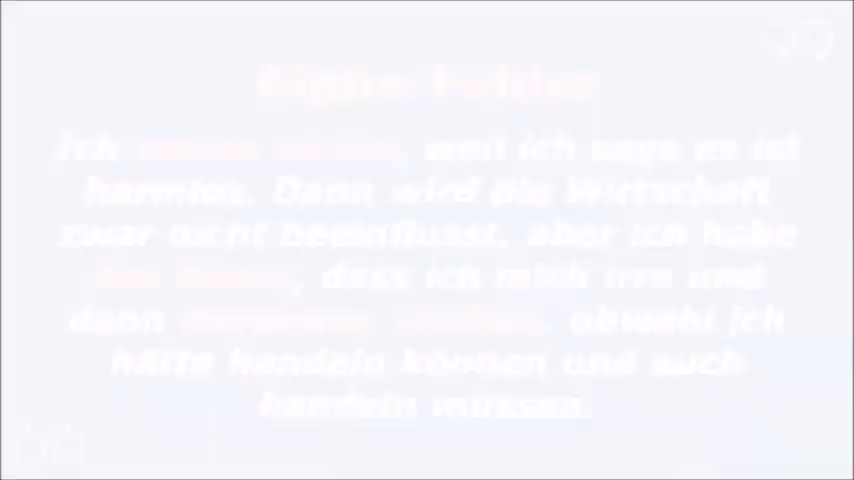 Alpha-Fehler
Ich, weil ich sage es ist
harmlos. Dann wird die Wirtschaft
zwar nicht beeinflusst, aber ich habe
, dass ich mich irre und
dann, obwohl ich
hätte handeln können und auch
handeln müssen.